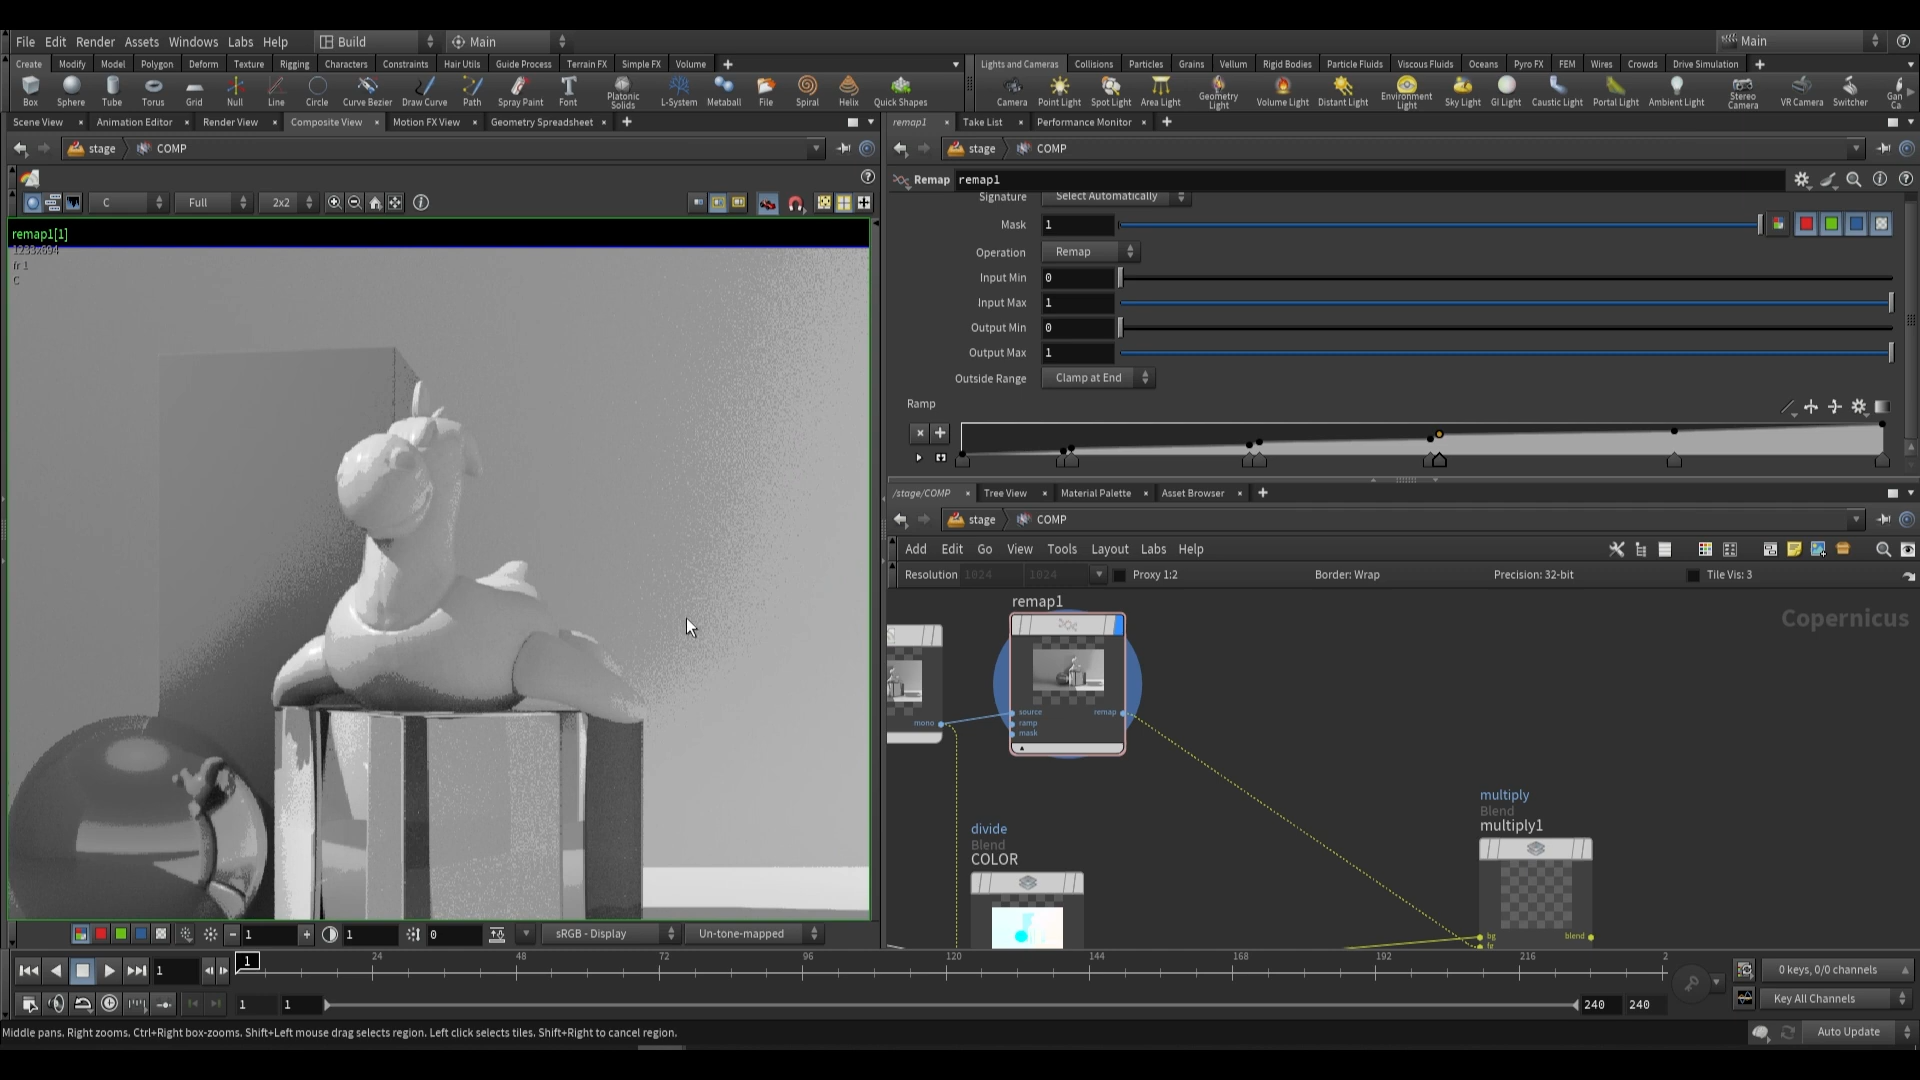 File Edit Render Assets Windows Labs Help Build Main Main
Create Modify Model Polygon Deform Texture Rigging Characters Constraints Hair Utils Guide Process Terrain FX Simple FX Volume
Lights and Cameras Collisions Particles Grains Vellum Rigid Bodies Particle Fluids Viscous Fluids Oceans Pyro FX FEM Wires Crowds Drive Simulation
Box Sphere Tube Torus Grid Null Line Circle Curve Bezier Draw Curve Path Spray Paint Font Platonic Solids L-System Metaball File Spiral Helix Quick Shapes
Camera Point Light Spot Light Area Light Geometry Light Volume Light Distant Light Environment Light Sky Light GI Light Caustic Light Portal Light Ambient Light Stereo Camera VR Camera Switcher Gan Ca
Scene View Animation Editor Render View Composite View Motion FX View Geometry Spreadsheet
remap1 Take List Performance Monitor
stage COMP
stage COMP
Remap remap1
C Full 2x2
remap1[1]
fr 1
C
Signature Select Automatically
Mask 1
Operation Remap
Input Min 0
Input Max 1
Output Min 0
Output Max 1
Outside Range Clamp at End
Ramp
/stage/COMP Tree View Material Palette Asset Browser
stage COMP
Add Edit Go View Tools Layout Labs Help
Resolution 1024 1024 Proxy 1:2 Border: Wrap Precision: 32-bit Tile Vis: 3
Copernicus
remap1
source
ramp
mask
remap
mono
divide
Blend
COLOR
multiply
Blend
multiply1
bg
fg
blend
1 1 0 sRGB - Display Un-tone-mapped
1 1 24 48 72 96 120 144 168 192 216 2
0 keys, 0/0 channels
1 1 240 240 Key All Channels
Middle pans. Right zooms. Ctrl+Right box-zooms. Shift+Left mouse drag selects region. Left click selects tiles. Shift+Right to cancel region.
Auto Update